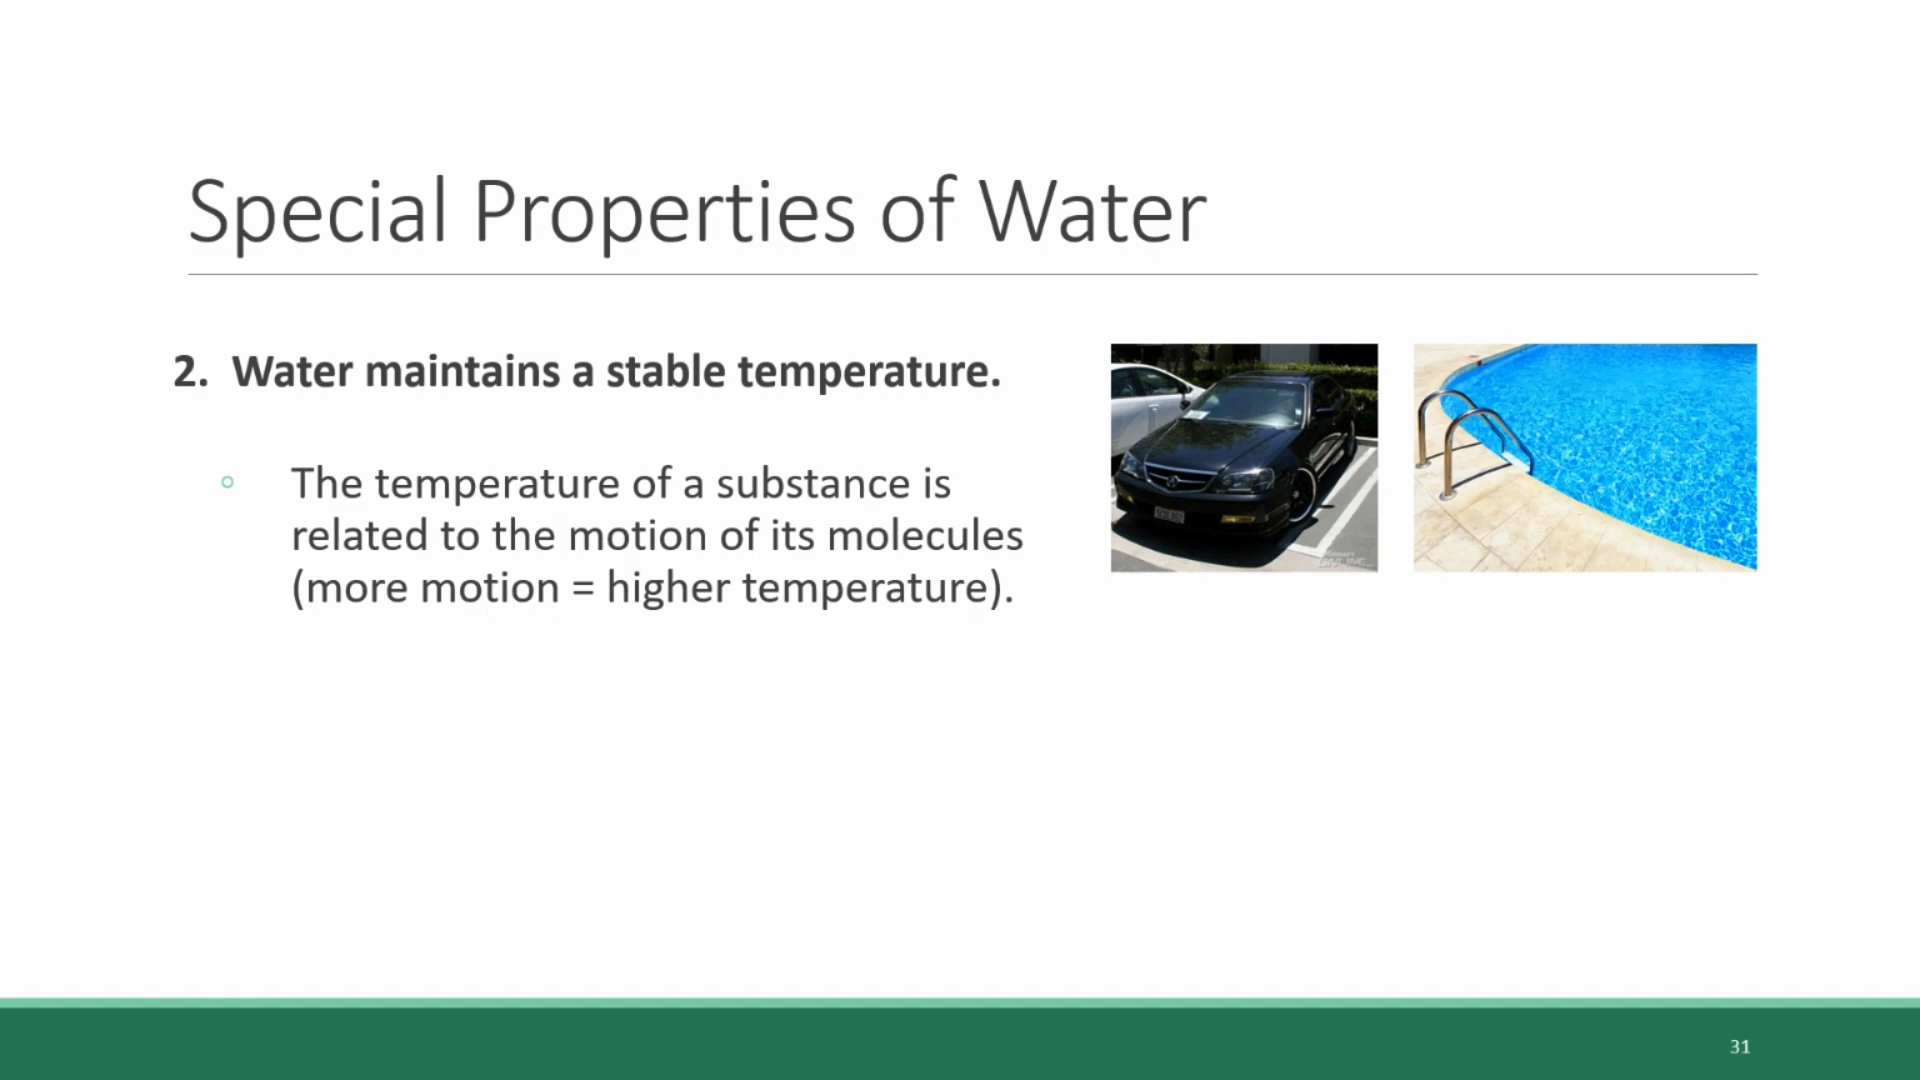 Special Properties of Water
2. Water maintains a stable temperature.
The temperature of a substance is
related to the motion of its molecules
(more motion = higher temperature).
31